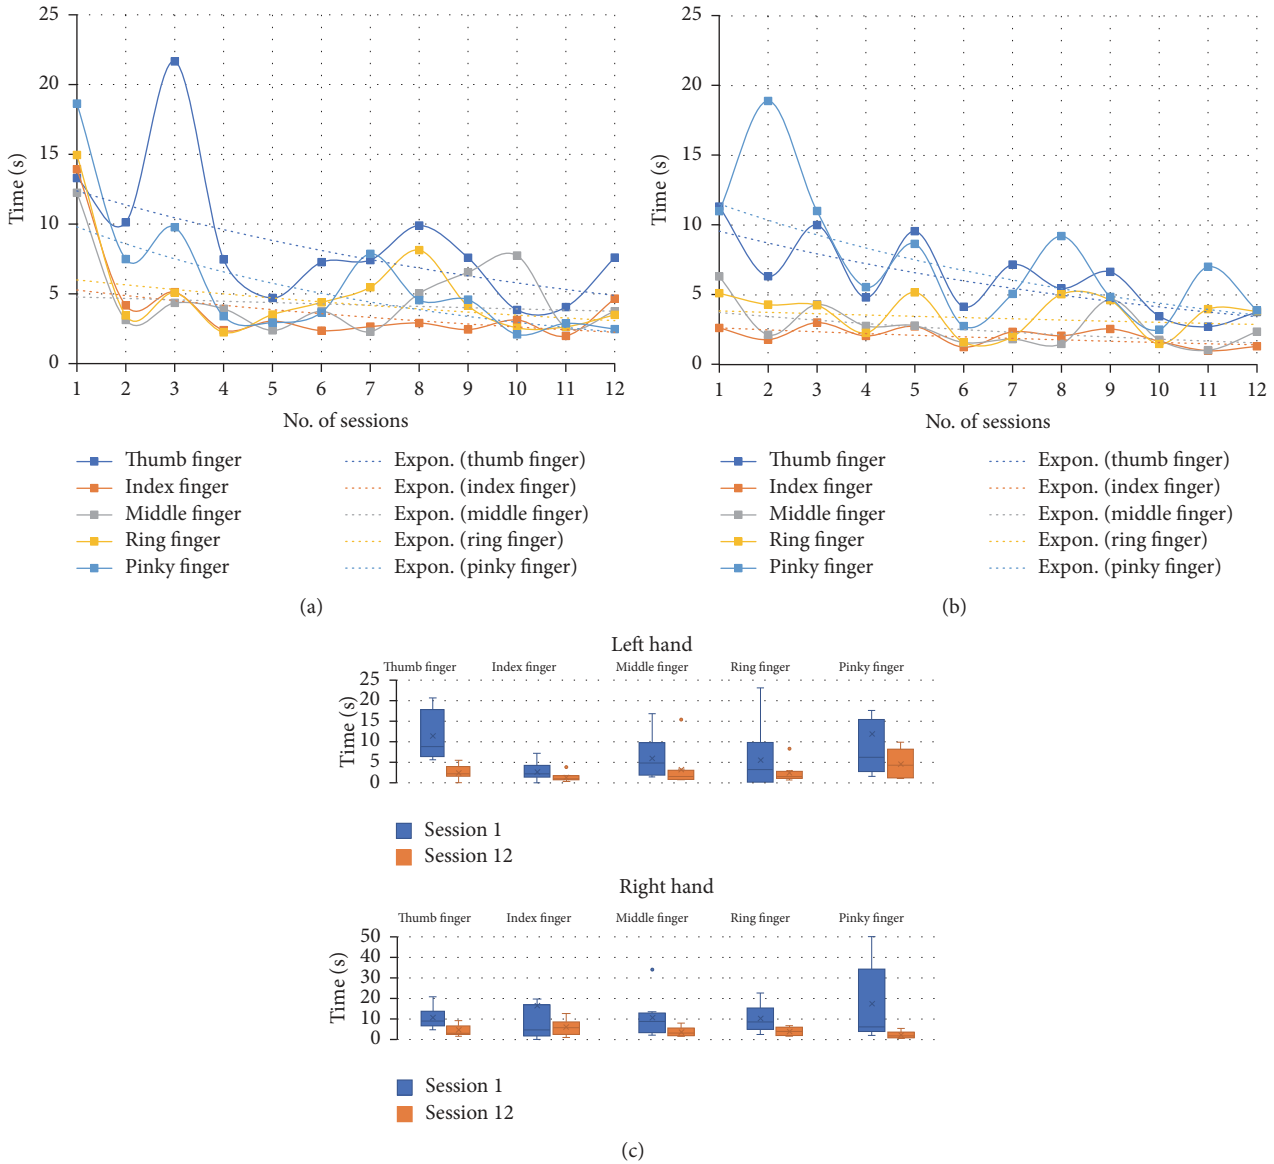 25
20
15
10
5
0
Time (s)
1 2 3 4 5 6 7 8 9 10 11 12
No. of sessions
Thumb finger
Index finger
Middle finger
Ring finger
Pinky finger
Expon. (thumb finger)
Expon. (index finger)
Expon. (middle finger)
Expon. (ring finger)
Expon. (pinky finger)
(a)
25
20
15
10
5
0
Time (s)
1 2 3 4 5 6 7 8 9 10 11 12
No. of sessions
Thumb finger
Index finger
Middle finger
Ring finger
Pinky finger
Expon. (thumb finger)
Expon. (index finger)
Expon. (middle finger)
Expon. (ring finger)
Expon. (pinky finger)
(b)
Left hand
Thumb finger Index finger Middle finger Ring finger Pinky finger
25
20
15
10
5
0
Time (s)
Session 1
Session 12
Right hand
Thumb finger Index finger Middle finger Ring finger Pinky finger
50
40
30
20
10
0
Time (s)
Session 1
Session 12
(c)